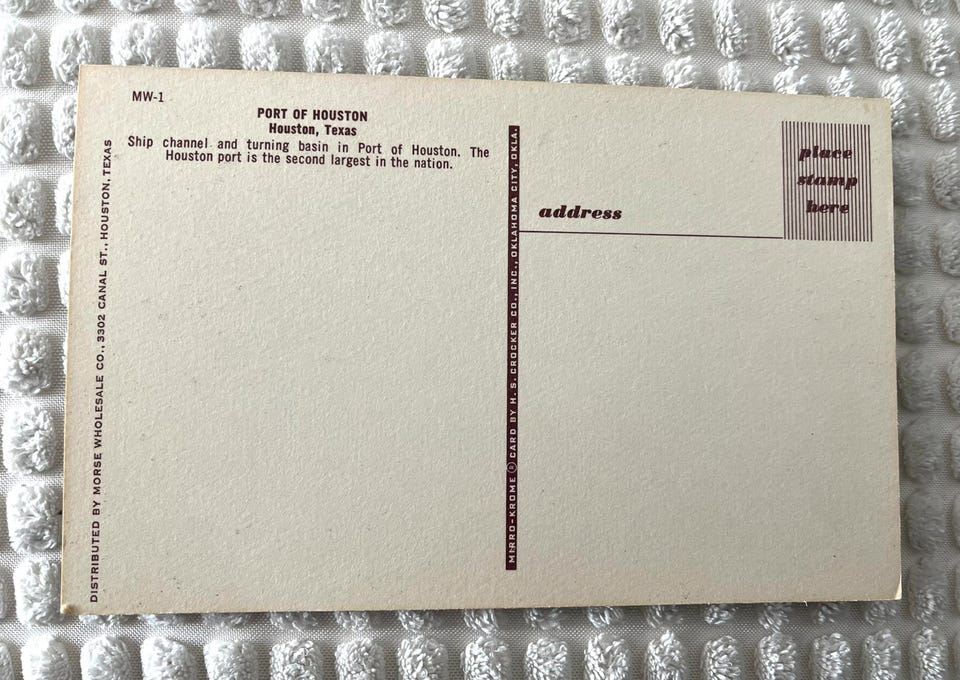 MW-1
PORT OF HOUSTON
Houston, Texas
Ship channel and turning basin in Port of Houston. The
Houston port is the second largest in the nation.
DISTRIBUTED BY MORSE WHOLESALE CO., 3302 CANAL ST., HOUSTON, TEXAS
MIRRO-KROME ® CARD BY H. S. CROCKER CO., INC., OKLAHOMA CITY, OKLA.
address
place
stamp
here